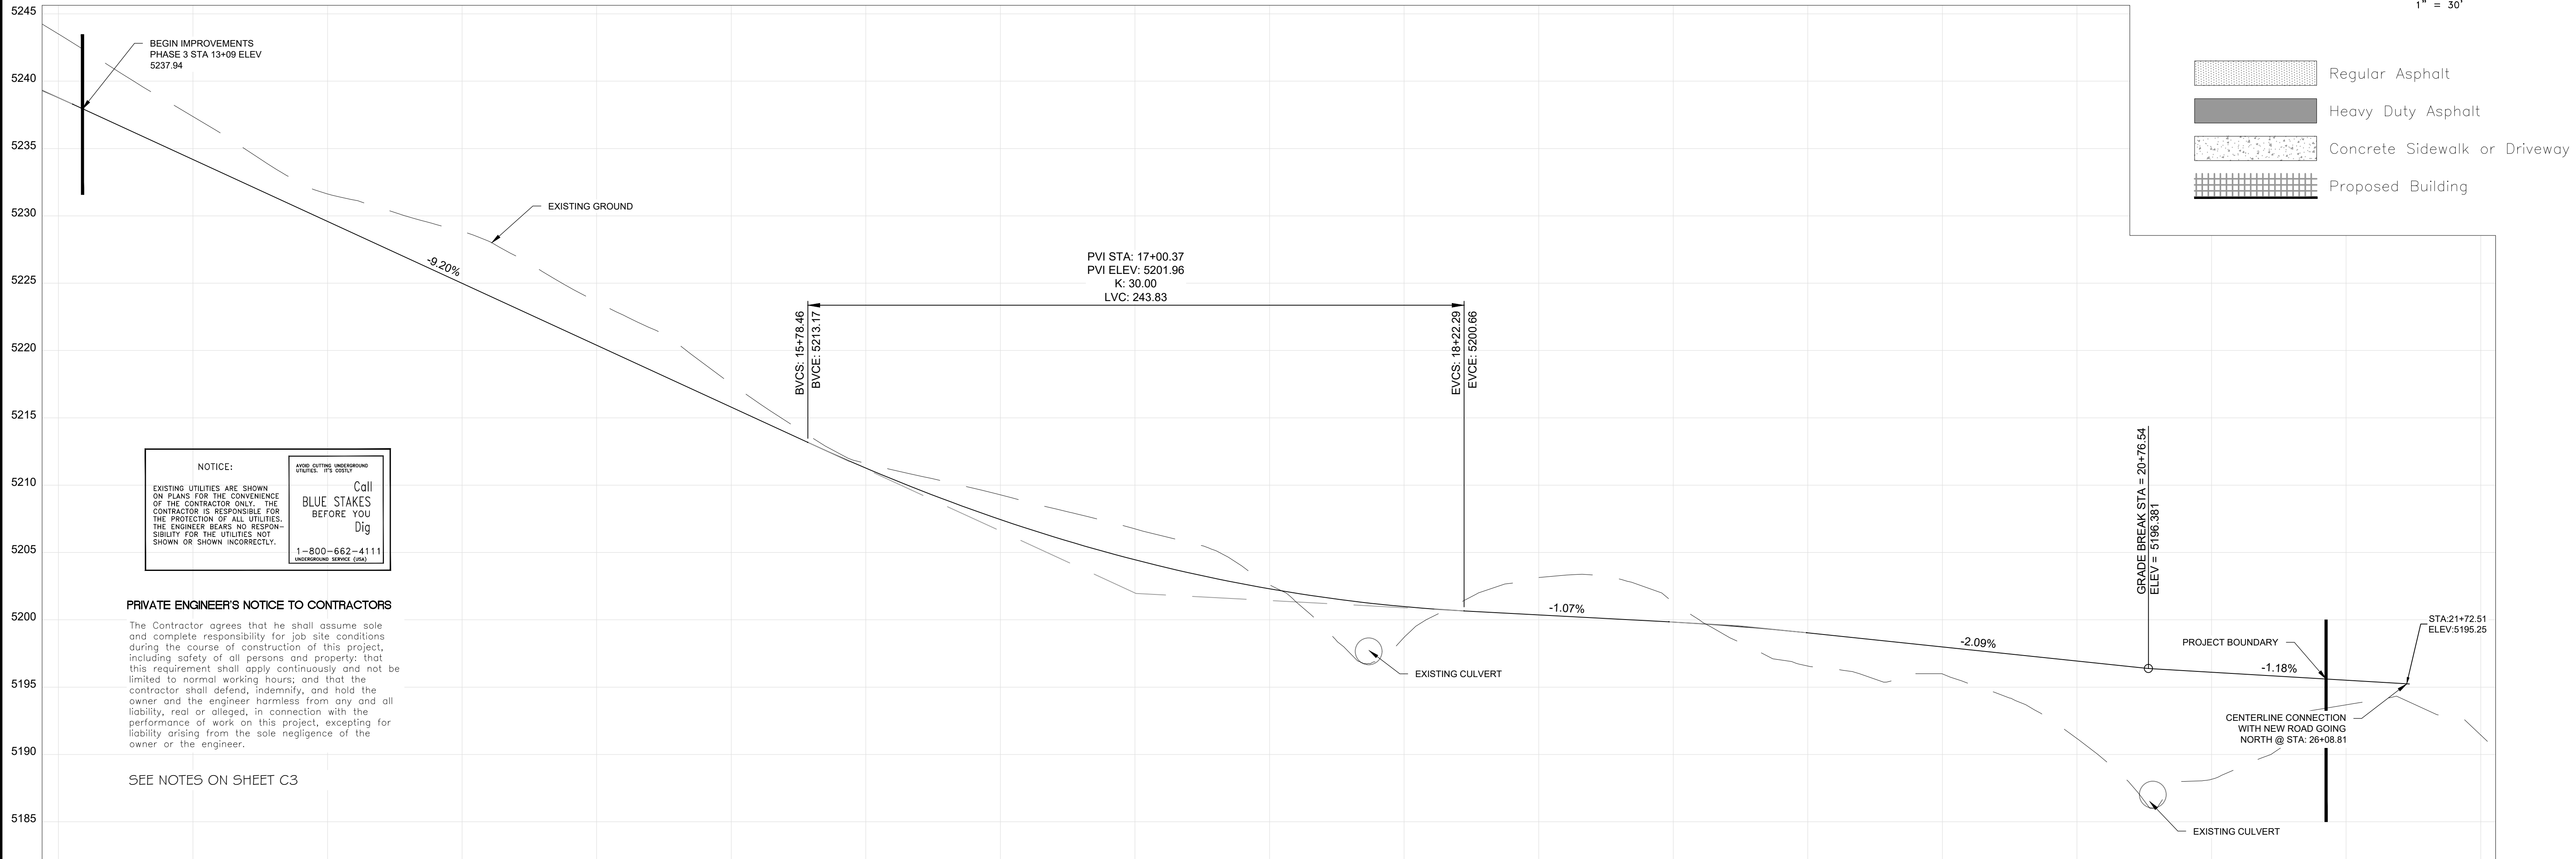 1" = 30'
5245
5240
5235
5230
5225
5220
5215
5210
5205
5200
5195
5190
5185
BEGIN IMPROVEMENTS
PHASE 3 STA 13+09 ELEV
5237.94
EXISTING GROUND
-9.20%
PVI STA: 17+00.37
PVI ELEV: 5201.96
K: 30.00
LVC: 243.83
BVCS: 15+78.46
BVCE: 5213.17
EVCS: 18+22.29
EVCE: 5200.66
-1.07%
EXISTING CULVERT
-2.09%
GRADE BREAK STA = 20+76.54
ELEV = 5196.381
PROJECT BOUNDARY
-1.18%
STA:21+72.51
ELEV:5195.25
CENTERLINE CONNECTION
WITH NEW ROAD GOING
NORTH @ STA: 26+08.81
EXISTING CULVERT
Regular Asphalt
Heavy Duty Asphalt
Concrete Sidewalk or Driveway
Proposed Building
NOTICE:
EXISTING UTILITIES ARE SHOWN
ON PLANS FOR THE CONVENIENCE
OF THE CONTRACTOR ONLY. THE
CONTRACTOR IS RESPONSIBLE FOR
THE PROTECTION OF ALL UTILITIES.
THE ENGINEER BEARS NO RESPON-
SIBILITY FOR THE UTILITIES NOT
SHOWN OR SHOWN INCORRECTLY.
AVOID CUTTING UNDERGROUND
UTILITIES. IT'S COSTLY
Call
BLUE STAKES
BEFORE YOU
Dig
1-800-662-4111
UNDERGROUND SERVICE (USA)
PRIVATE ENGINEER'S NOTICE TO CONTRACTORS
The Contractor agrees that he shall assume sole
and complete responsibility for job site conditions
during the course of construction of this project,
including safety of all persons and property: that
this requirement shall apply continuously and not be
limited to normal working hours; and that the
contractor shall defend, indemnify, and hold the
owner and the engineer harmless from any and all
liability, real or alleged, in connection with the
performance of work on this project, excepting for
liability arising from the sole negligence of the
owner or the engineer.
SEE NOTES ON SHEET C3